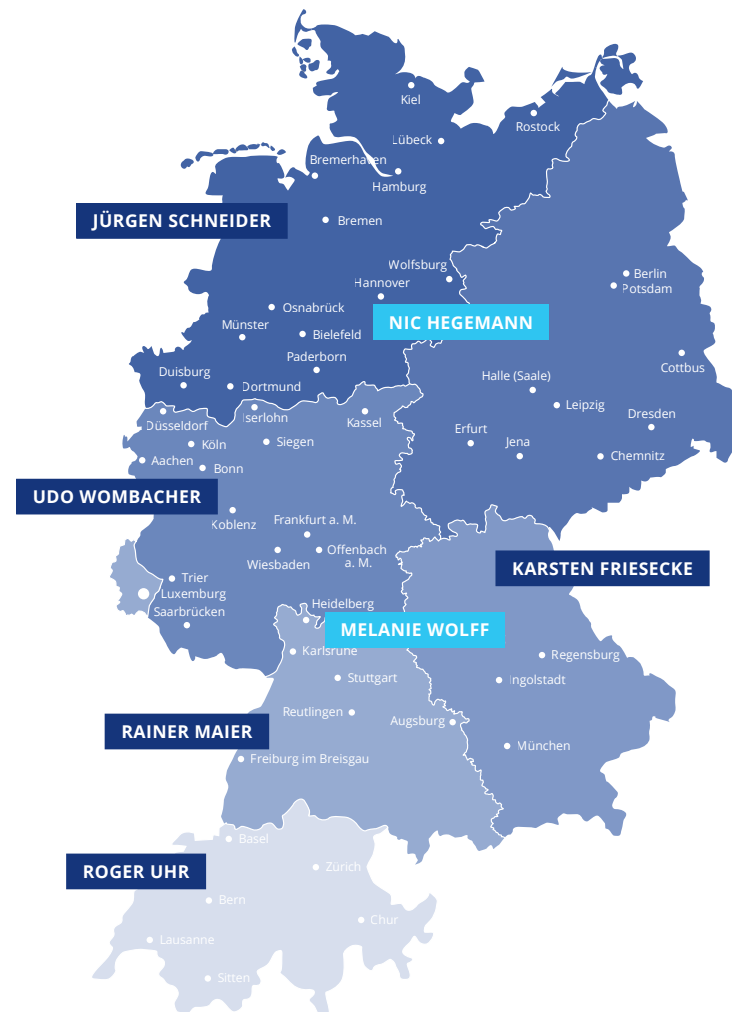 Kiel
Rostock
Lübeck
Bremerhaven
Hamburg
JÜRGEN SCHNEIDER
Bremen
Wolfsburg
Hannover
Berlin
Potsdam
Osnabrück
Münster
NIC HEGEMANN
Bielefeld
Paderborn
Cottbus
Duisburg
Halle (Saale)
Dortmund
Leipzig
Iserlohn
Dresden
Düsseldorf
Kassel
Erfurt
Köln
Siegen
Jena
Chemnitz
Aachen
Bonn
UDO WOMBACHER
Koblenz
Frankfurt a. M.
Wiesbaden
Offenbach
a. M.
KARSTEN FRIESECKE
Trier
Luxemburg
Saarbrücken
Heidelberg
MELANIE WOLFF
Karlsruhe
Regensburg
Stuttgart
Ingolstadt
Reutlingen
Augsburg
RAINER MAIER
München
Freiburg im Breisgau
Basel
ROGER UHR
Zürich
Bern
Chur
Lausanne
Sitten